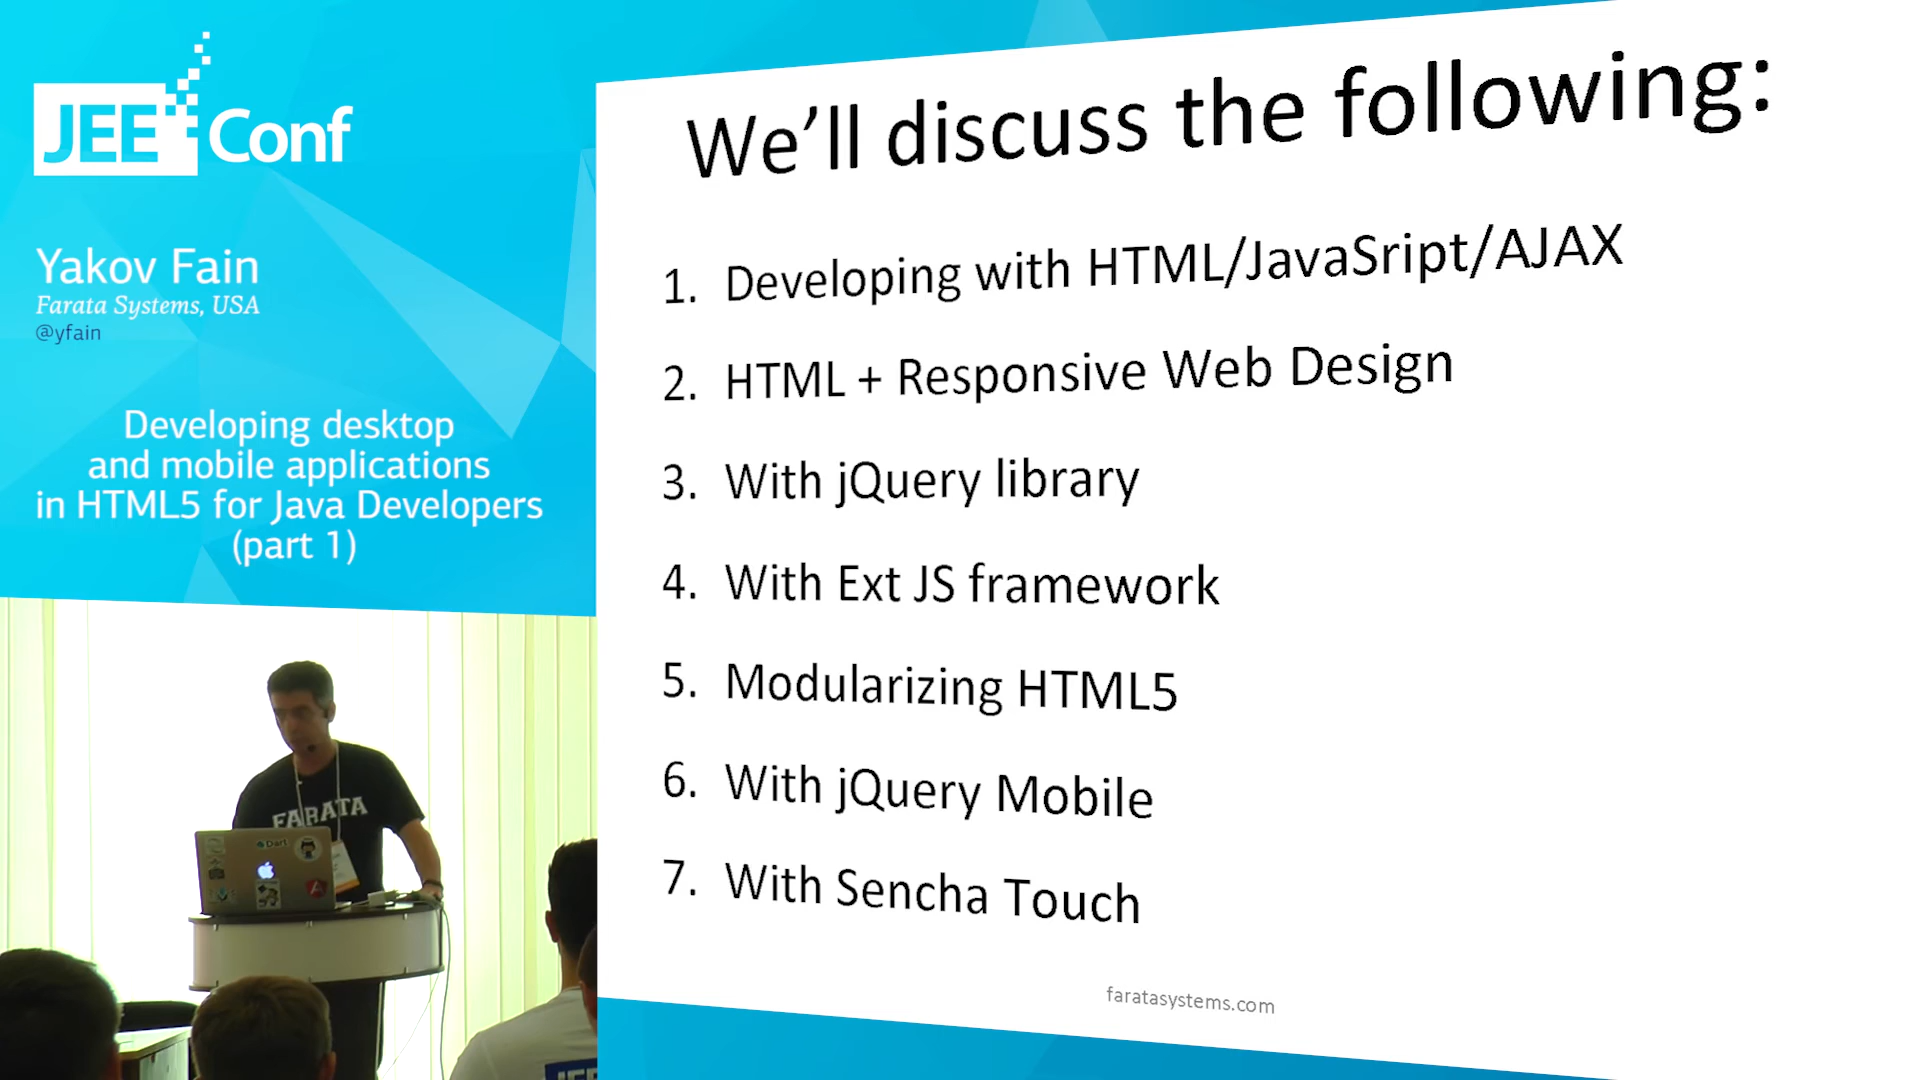 JEE Conf
Yakov Fain
Farata Systems, USA
@yfain
Developing desktop
and mobile applications
in HTML5 for Java Developers
(part 1)
We'll discuss the following:
1. Developing with HTML/JavaSript/AJAX
2. HTML + Responsive Web Design
3. With jQuery library
4. With Ext JS framework
5. Modularizing HTML5
6. With jQuery Mobile
7. With Sencha Touch
faratasystems.com
FARATA
Dart